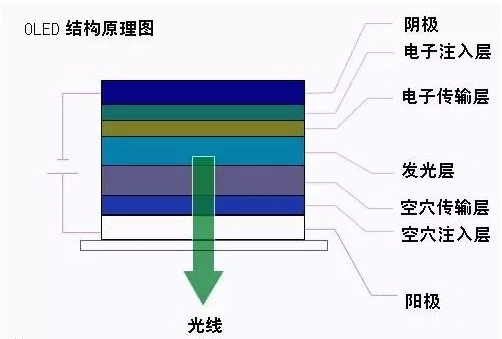 OLED 结构原理图
阴极
电子注入层
电子传输层
发光层
空穴传输层
空穴注入层
阳极
光线